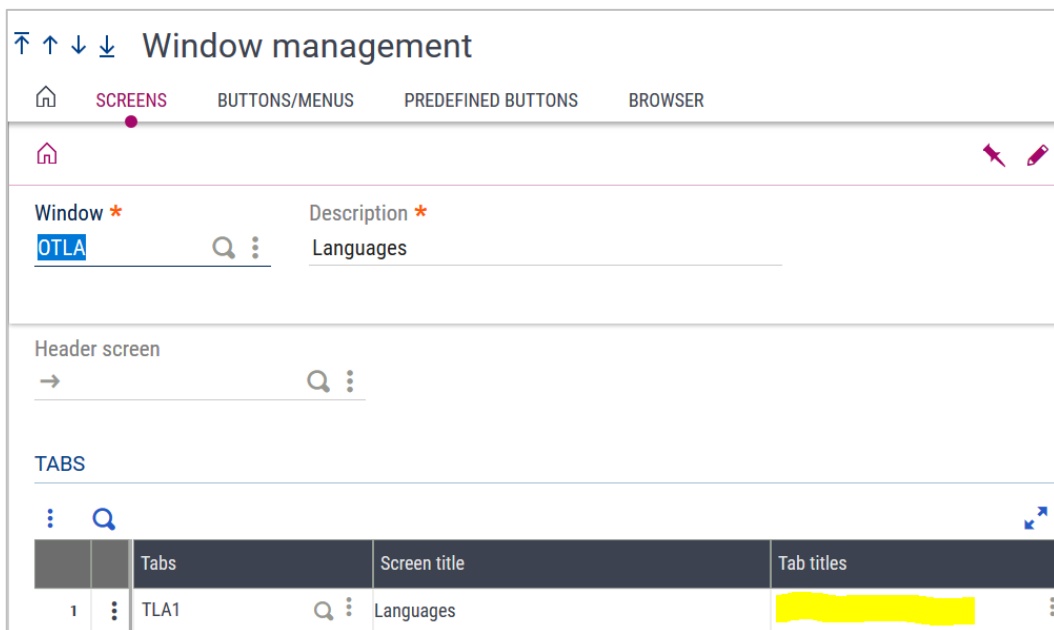 Window management
SCREENS BUTTONS/MENUS PREDEFINED BUTTONS BROWSER
Window * Description *
OTLA Languages
Header screen
TABS
Tabs Screen title Tab titles
1 TLA1 Languages